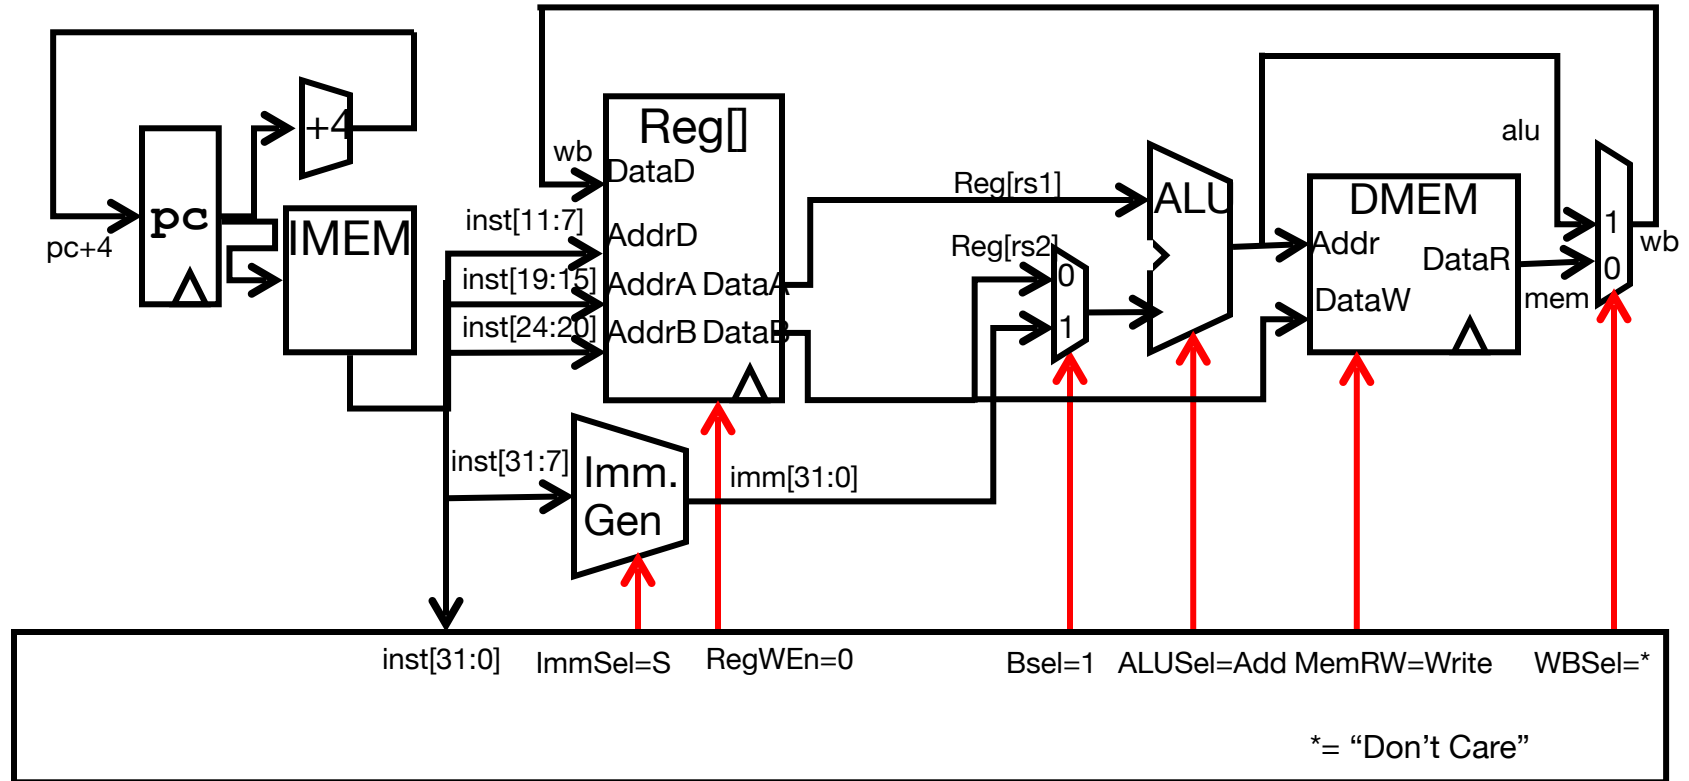 +4
pc
pc+4
IMEM
Reg[]
wb
DataD
inst[11:7]
AddrD
inst[19:15]
AddrA DataA
inst[24:20]
AddrB DataB
inst[31:7]
Imm.
Gen
imm[31:0]
Reg[rs1]
Reg[rs2]
0
1
ALU
alu
DMEM
Addr
DataR
DataW
mem
1
0
wb
inst[31:0]
ImmSel=S
RegWEn=0
Bsel=1
ALUSel=Add
MemRW=Write
WBSel=*
*= “Don’t Care”